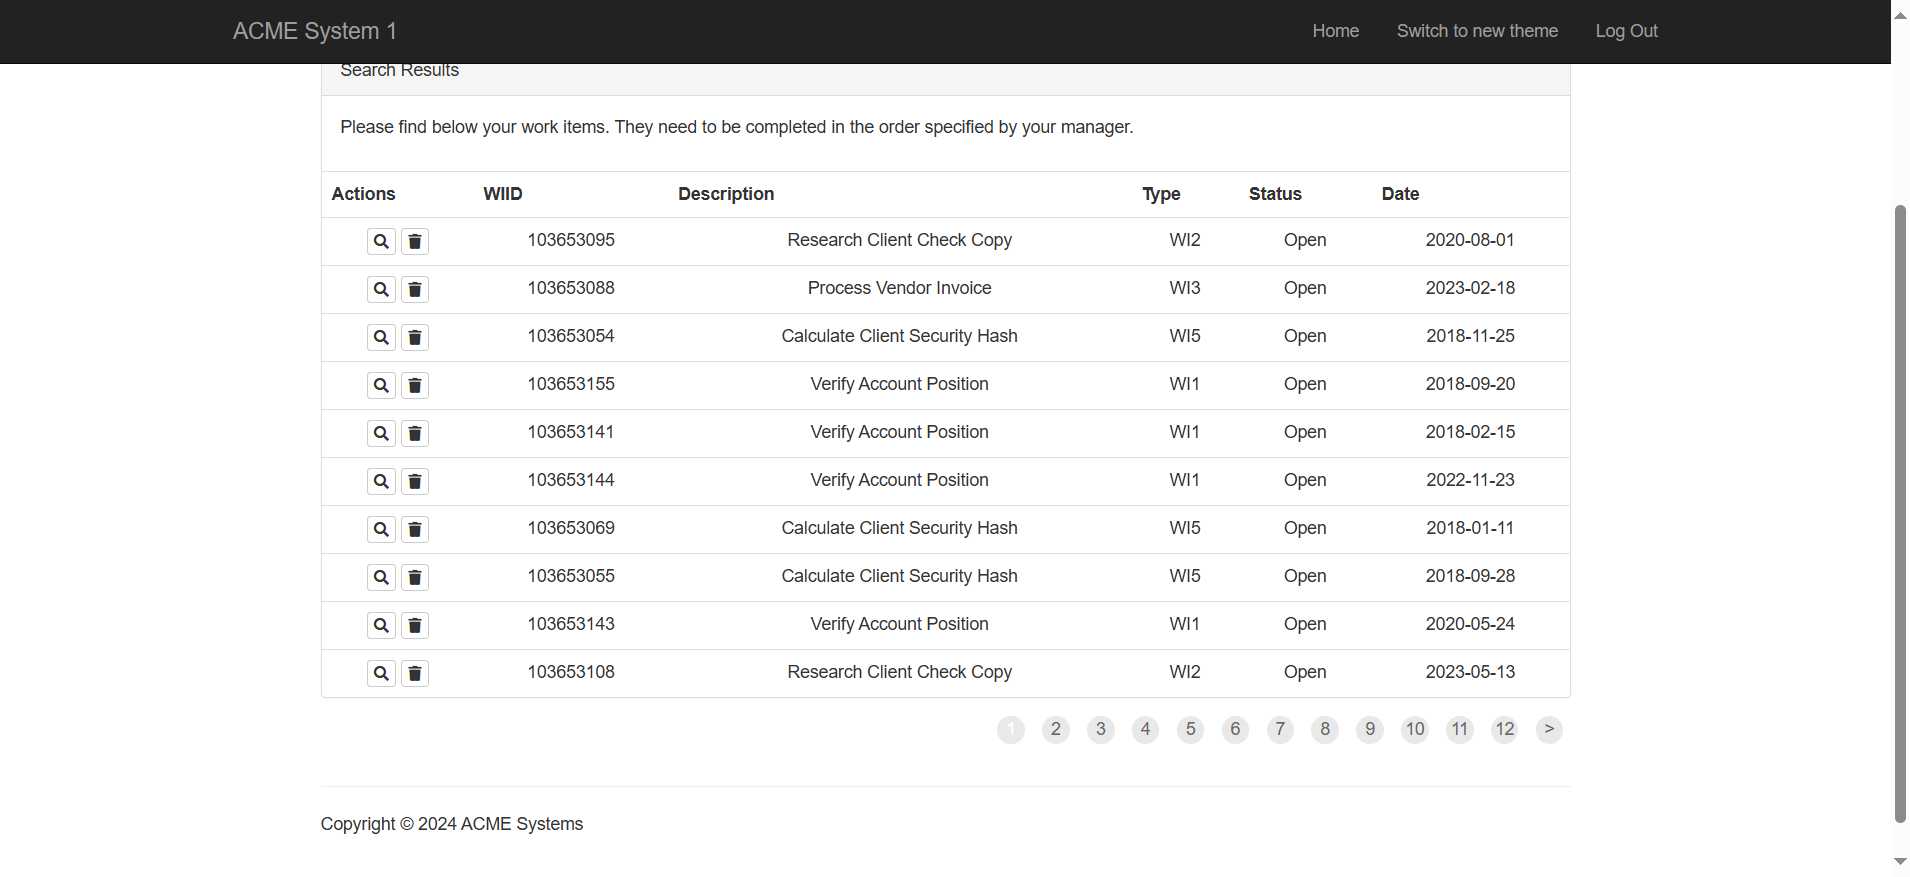 ACME System 1 Home Switch to new theme Log Out
Search Results
Please find below your work items. They need to be completed in the order specified by your manager.
Actions WIID Description Type Status Date
103653095 Research Client Check Copy WI2 Open 2020-08-01
103653088 Process Vendor Invoice WI3 Open 2023-02-18
103653054 Calculate Client Security Hash WI5 Open 2018-11-25
103653155 Verify Account Position WI1 Open 2018-09-20
103653141 Verify Account Position WI1 Open 2018-02-15
103653144 Verify Account Position WI1 Open 2022-11-23
103653069 Calculate Client Security Hash WI5 Open 2018-01-11
103653055 Calculate Client Security Hash WI5 Open 2018-09-28
103653143 Verify Account Position WI1 Open 2020-05-24
103653108 Research Client Check Copy WI2 Open 2023-05-13
1 2 3 4 5 6 7 8 9 10 11 12 >
Copyright © 2024 ACME Systems